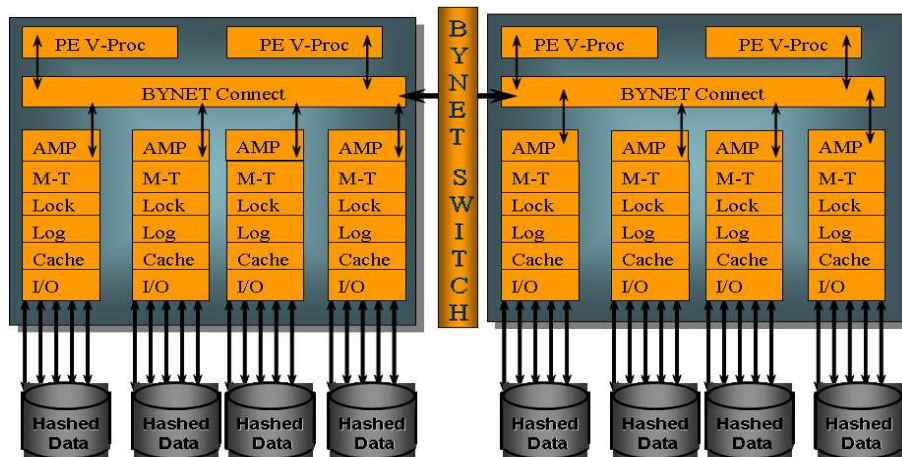 PE V-Proc PE V-Proc
BYNET Connect
AMP AMP AMP AMP
M-T M-T M-T M-T
Lock Lock Lock Lock
Log Log Log Log
Cache Cache Cache Cache
I/O I/O I/O I/O
Hashed Hashed Hashed Hashed
Data Data Data Data
BYNET SWITCH
PE V-Proc PE V-Proc
BYNET Connect
AMP AMP AMP AMP
M-T M-T M-T M-T
Lock Lock Lock Lock
Log Log Log Log
Cache Cache Cache Cache
I/O I/O I/O I/O
Hashed Hashed Hashed Hashed
Data Data Data Data